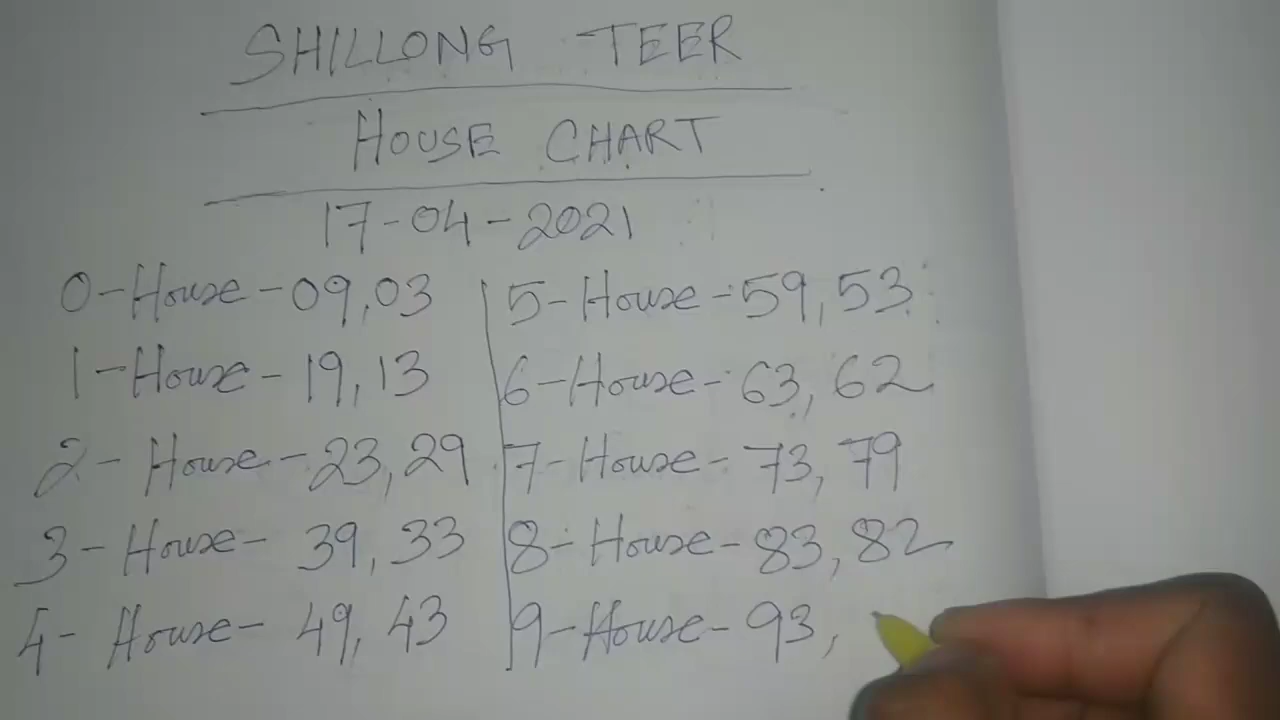 SHILLONG TEER
HOUSE CHART
17-04-2021
0-House-09,03
1-House-19,13
2-House-23,29
3-House-39,33
4-House-49,43
5-House-59,53
6-House-63,62
7-House-73,79
8-House-83,82
9-House-93,